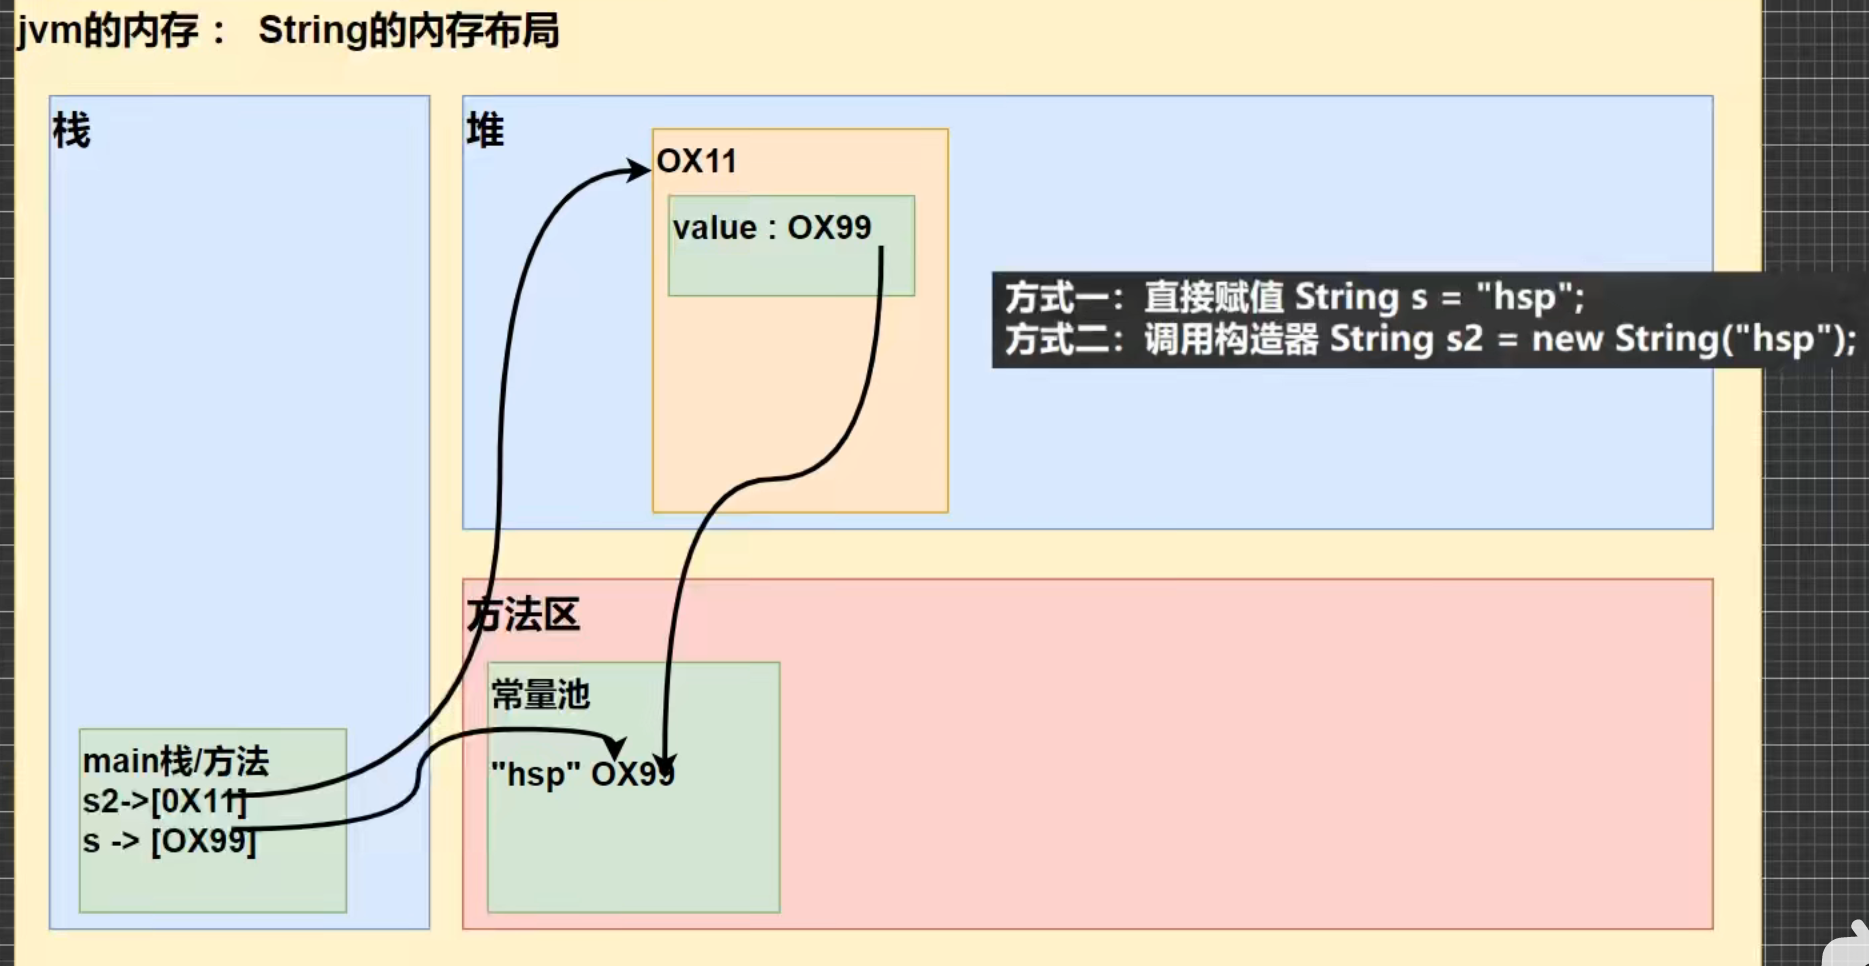 jvm的内存： String的内存布局
栈
堆
OX11
value : OX99
方式一：直接赋值 String s = "hsp";
方式二：调用构造器 String s2 = new String("hsp");
方法区
常量池
"hsp" OX99
main栈/方法
s2->[0X11]
s -> [OX99]